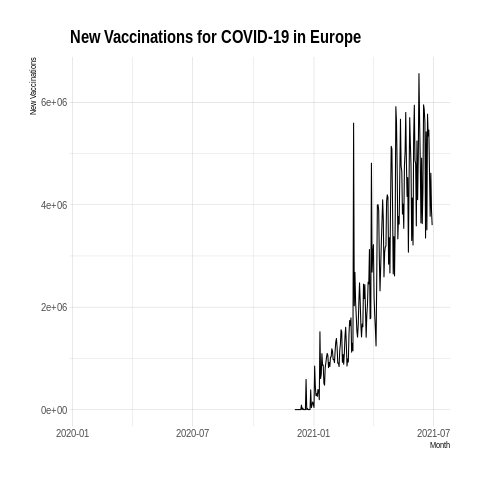 New Vaccinations for COVID-19 in Europe
New Vaccinations
6e+06
4e+06
2e+06
0e+00
2020-01
2020-07
2021-01
2021-07
Month